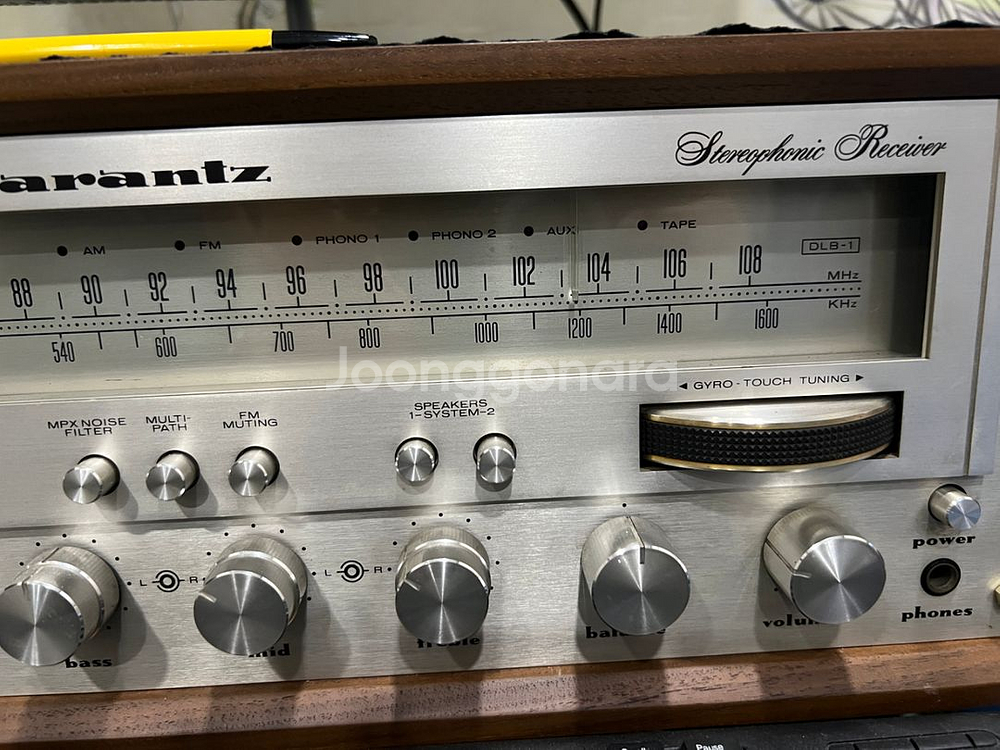 arantz
Stereophonic Receiver
AM FM PHONO 1 PHONO 2 AUX TAPE
DLB-1
88 90 92 94 96 98 100 102 104 106 108 MHz
540 600 700 800 1000 1200 1400 1600 KHz
Joonggonara
◄ GYRO-TOUCH TUNING ►
MPX NOISE
FILTER
MULTI-
PATH
FM
MUTING
SPEAKERS
1-SYSTEM-2
L R L R
power
phones
bass mid treble balance volume
Pause